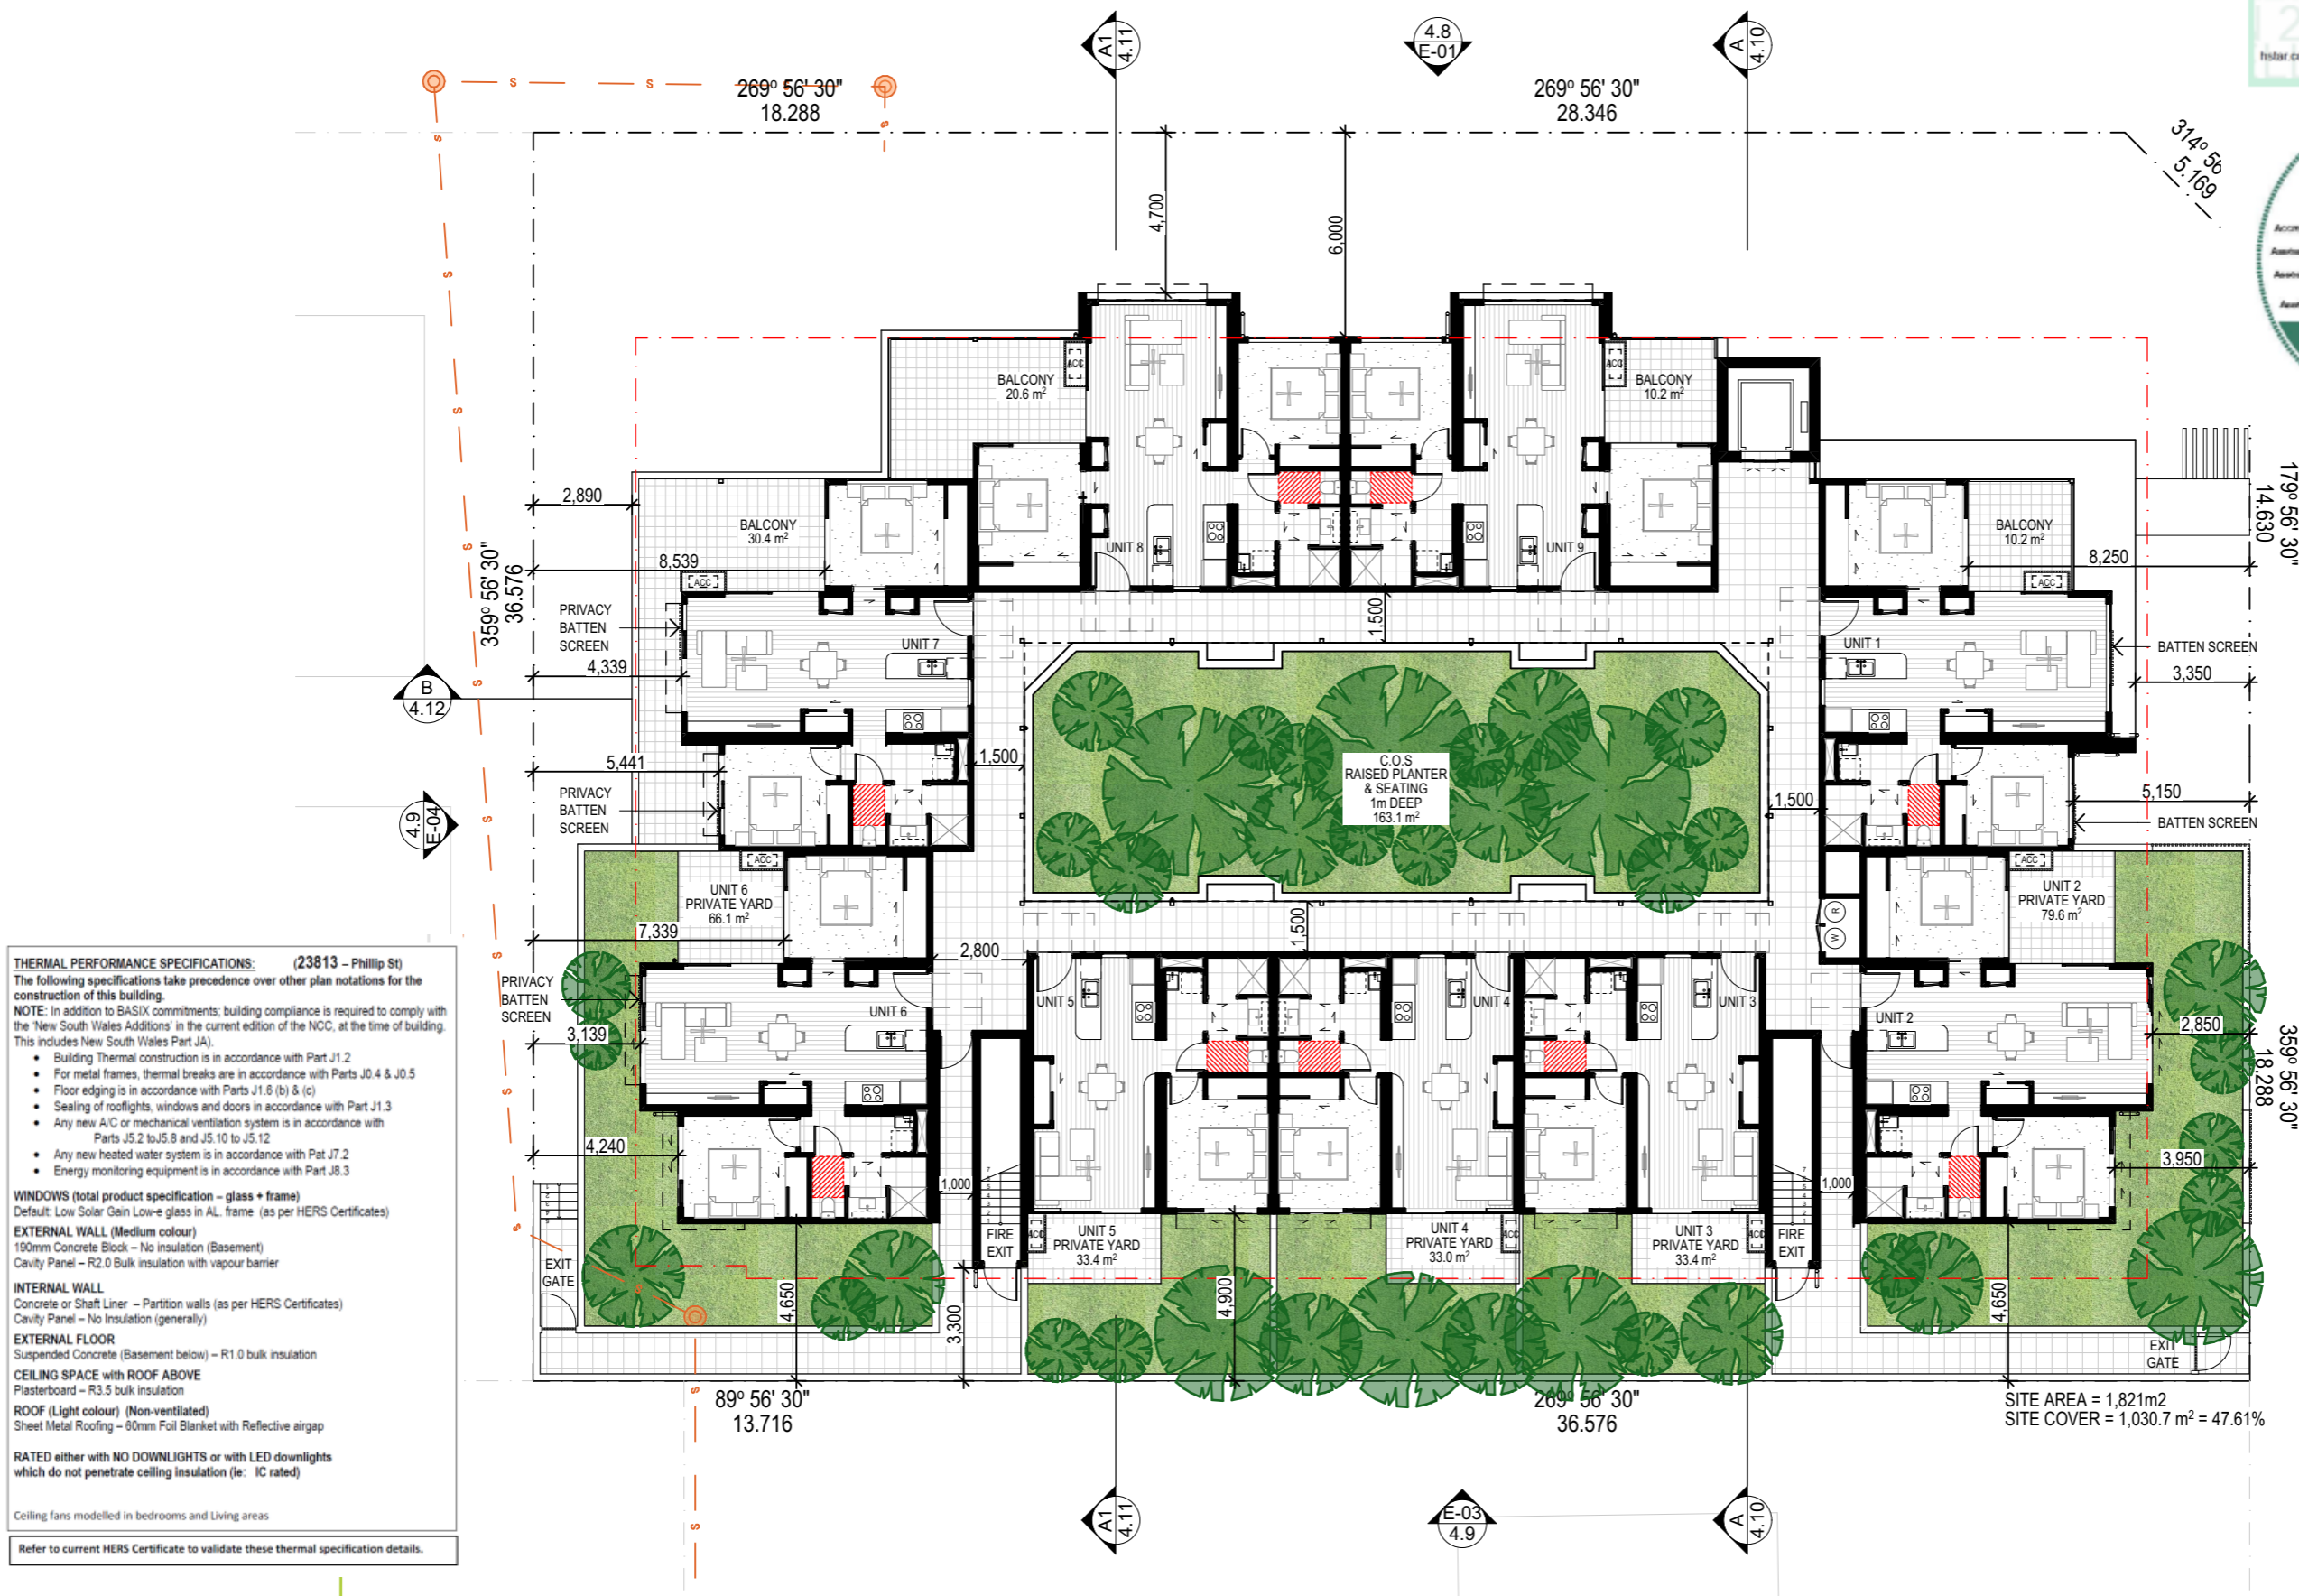 A1
4.11
4.8
E-01
A
4.10
269° 56' 30"
18.288
269° 56' 30"
28.346
314° 56
5.169
4,700
6,000
BALCONY
20.6 m²
ACC
ACC
BALCONY
10.2 m²
2,890
BALCONY
30.4 m²
8,539
ACC
359° 56' 30"
36.576
UNIT 8
UNIT 9
BALCONY
10.2 m²
8,250
ACC
179° 56' 30"
14.630
PRIVACY
BATTEN
SCREEN
UNIT 7
1,500
UNIT 1
BATTEN SCREEN
4,339
3,350
B
4.12
5,441
1,500
C.O.S
RAISED PLANTER
& SEATING
1m DEEP
163.1 m²
1,500
5,150
PRIVACY
BATTEN
SCREEN
BATTEN SCREEN
4.9
E-04
ACC
UNIT 6
PRIVATE YARD
66.1 m²
7,339
ACC
UNIT 2
PRIVATE YARD
79.6 m²
R
W
1,500
2,800
PRIVACY
BATTEN
SCREEN
UNIT 6
UNIT 5
UNIT 4
UNIT 3
UNIT 2
3,139
2,850
359° 56' 30"
18.288
4,240
1,000
1,000
3,950
FIRE
EXIT
ACC
UNIT 5
PRIVATE YARD
33.4 m²
UNIT 4
PRIVATE YARD
33.0 m²
ACC
UNIT 3
PRIVATE YARD
33.4 m²
ACC
FIRE
EXIT
EXIT
GATE
4,650
3,300
4,900
4,650
EXIT
GATE
89° 56' 30"
13.716
269° 56' 30"
36.576
SITE AREA = 1,821m2
SITE COVER = 1,030.7 m² = 47.61%
A1
4.11
E-03
4.9
A
4.10
THERMAL PERFORMANCE SPECIFICATIONS: (23813 – Phillip St)
The following specifications take precedence over other plan notations for the
construction of this building.
NOTE: In addition to BASIX commitments; building compliance is required to comply with
the 'New South Wales Additions' in the current edition of the NCC, at the time of building.
This includes New South Wales Part JA).
• Building Thermal construction is in accordance with Part J1.2
• For metal frames, thermal breaks are in accordance with Parts J0.4 & J0.5
• Floor edging is in accordance with Parts J1.6 (b) & (c)
• Sealing of rooflights, windows and doors in accordance with Part J1.3
• Any new A/C or mechanical ventilation system is in accordance with
Parts J5.2 toJ5.8 and J5.10 to J5.12
• Any new heated water system is in accordance with Pat J7.2
• Energy monitoring equipment is in accordance with Part J8.3
WINDOWS (total product specification – glass + frame)
Default: Low Solar Gain Low-e glass in AL. frame (as per HERS Certificates)
EXTERNAL WALL (Medium colour)
190mm Concrete Block – No insulation (Basement)
Cavity Panel – R2.0 Bulk insulation with vapour barrier
INTERNAL WALL
Concrete or Shaft Liner – Partition walls (as per HERS Certificates)
Cavity Panel – No Insulation (generally)
EXTERNAL FLOOR
Suspended Concrete (Basement below) – R1.0 bulk insulation
CEILING SPACE with ROOF ABOVE
Plasterboard – R3.5 bulk insulation
ROOF (Light colour) (Non-ventilated)
Sheet Metal Roofing – 60mm Foil Blanket with Reflective airgap
RATED either with NO DOWNLIGHTS or with LED downlights
which do not penetrate ceiling insulation (ie: IC rated)
Ceiling fans modelled in bedrooms and Living areas
Refer to current HERS Certificate to validate these thermal specification details.